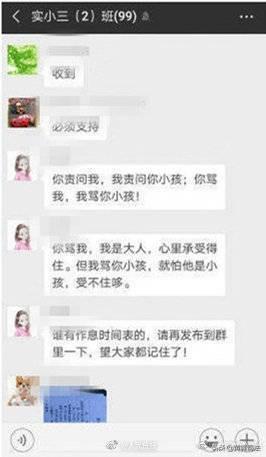 实小三（2）班(99)
收到
必须支持
你责问我，我责问你小孩；你骂
我，我骂你小孩！
你骂我，我是大人，心里承受得
住。但我骂你小孩，就怕他是小
孩，受不住哆。
谁有作息时间表的，请再发布到群
里一下，望大家都记住了！